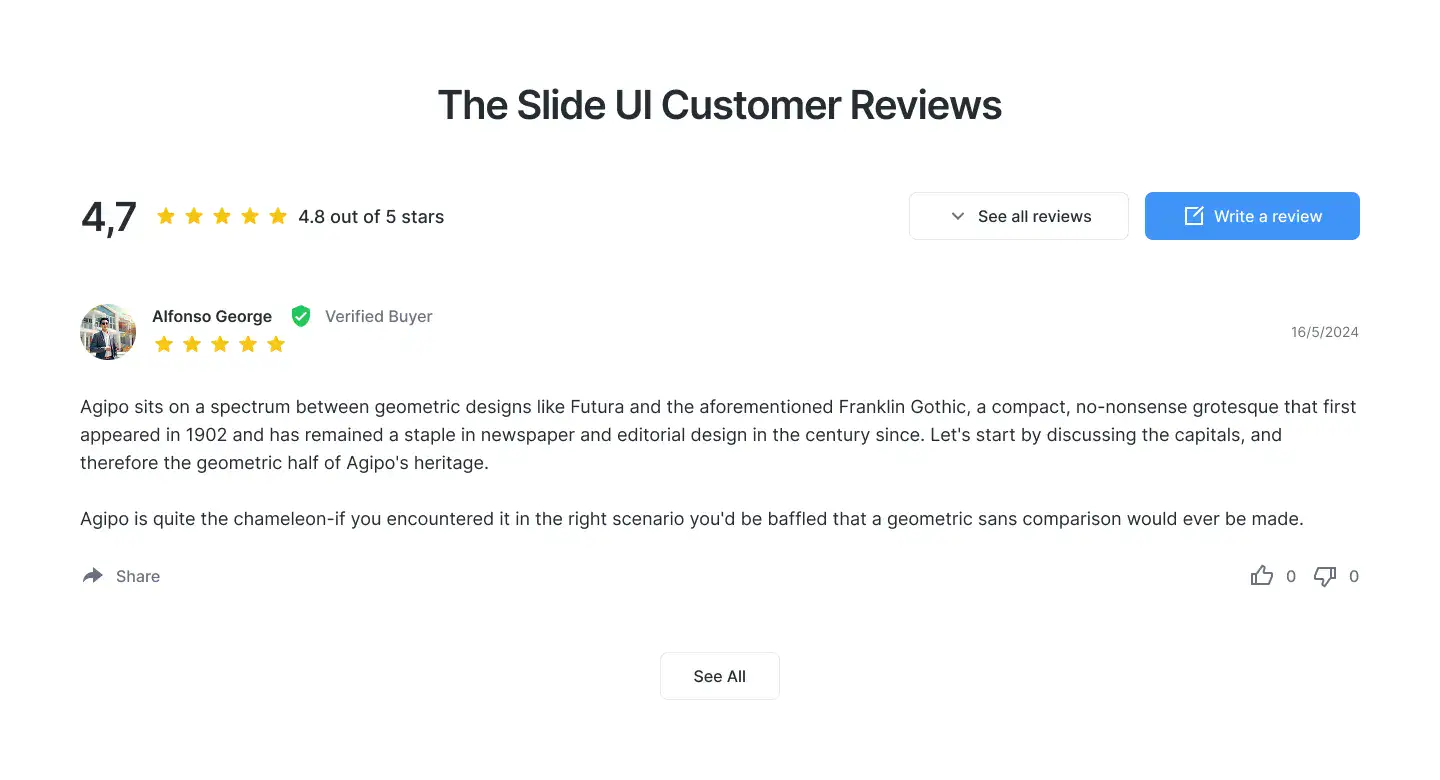 The Slide UI Customer Reviews
4,7 4.8 out of 5 stars
See all reviews
Write a review
Alfonso George Verified Buyer
16/5/2024
Agipo sits on a spectrum between geometric designs like Futura and the aforementioned Franklin Gothic, a compact, no-nonsense grotesque that first
appeared in 1902 and has remained a staple in newspaper and editorial design in the century since. Let's start by discussing the capitals, and
therefore the geometric half of Agipo's heritage.
Agipo is quite the chameleon-if you encountered it in the right scenario you'd be baffled that a geometric sans comparison would ever be made.
Share
0 0
See All